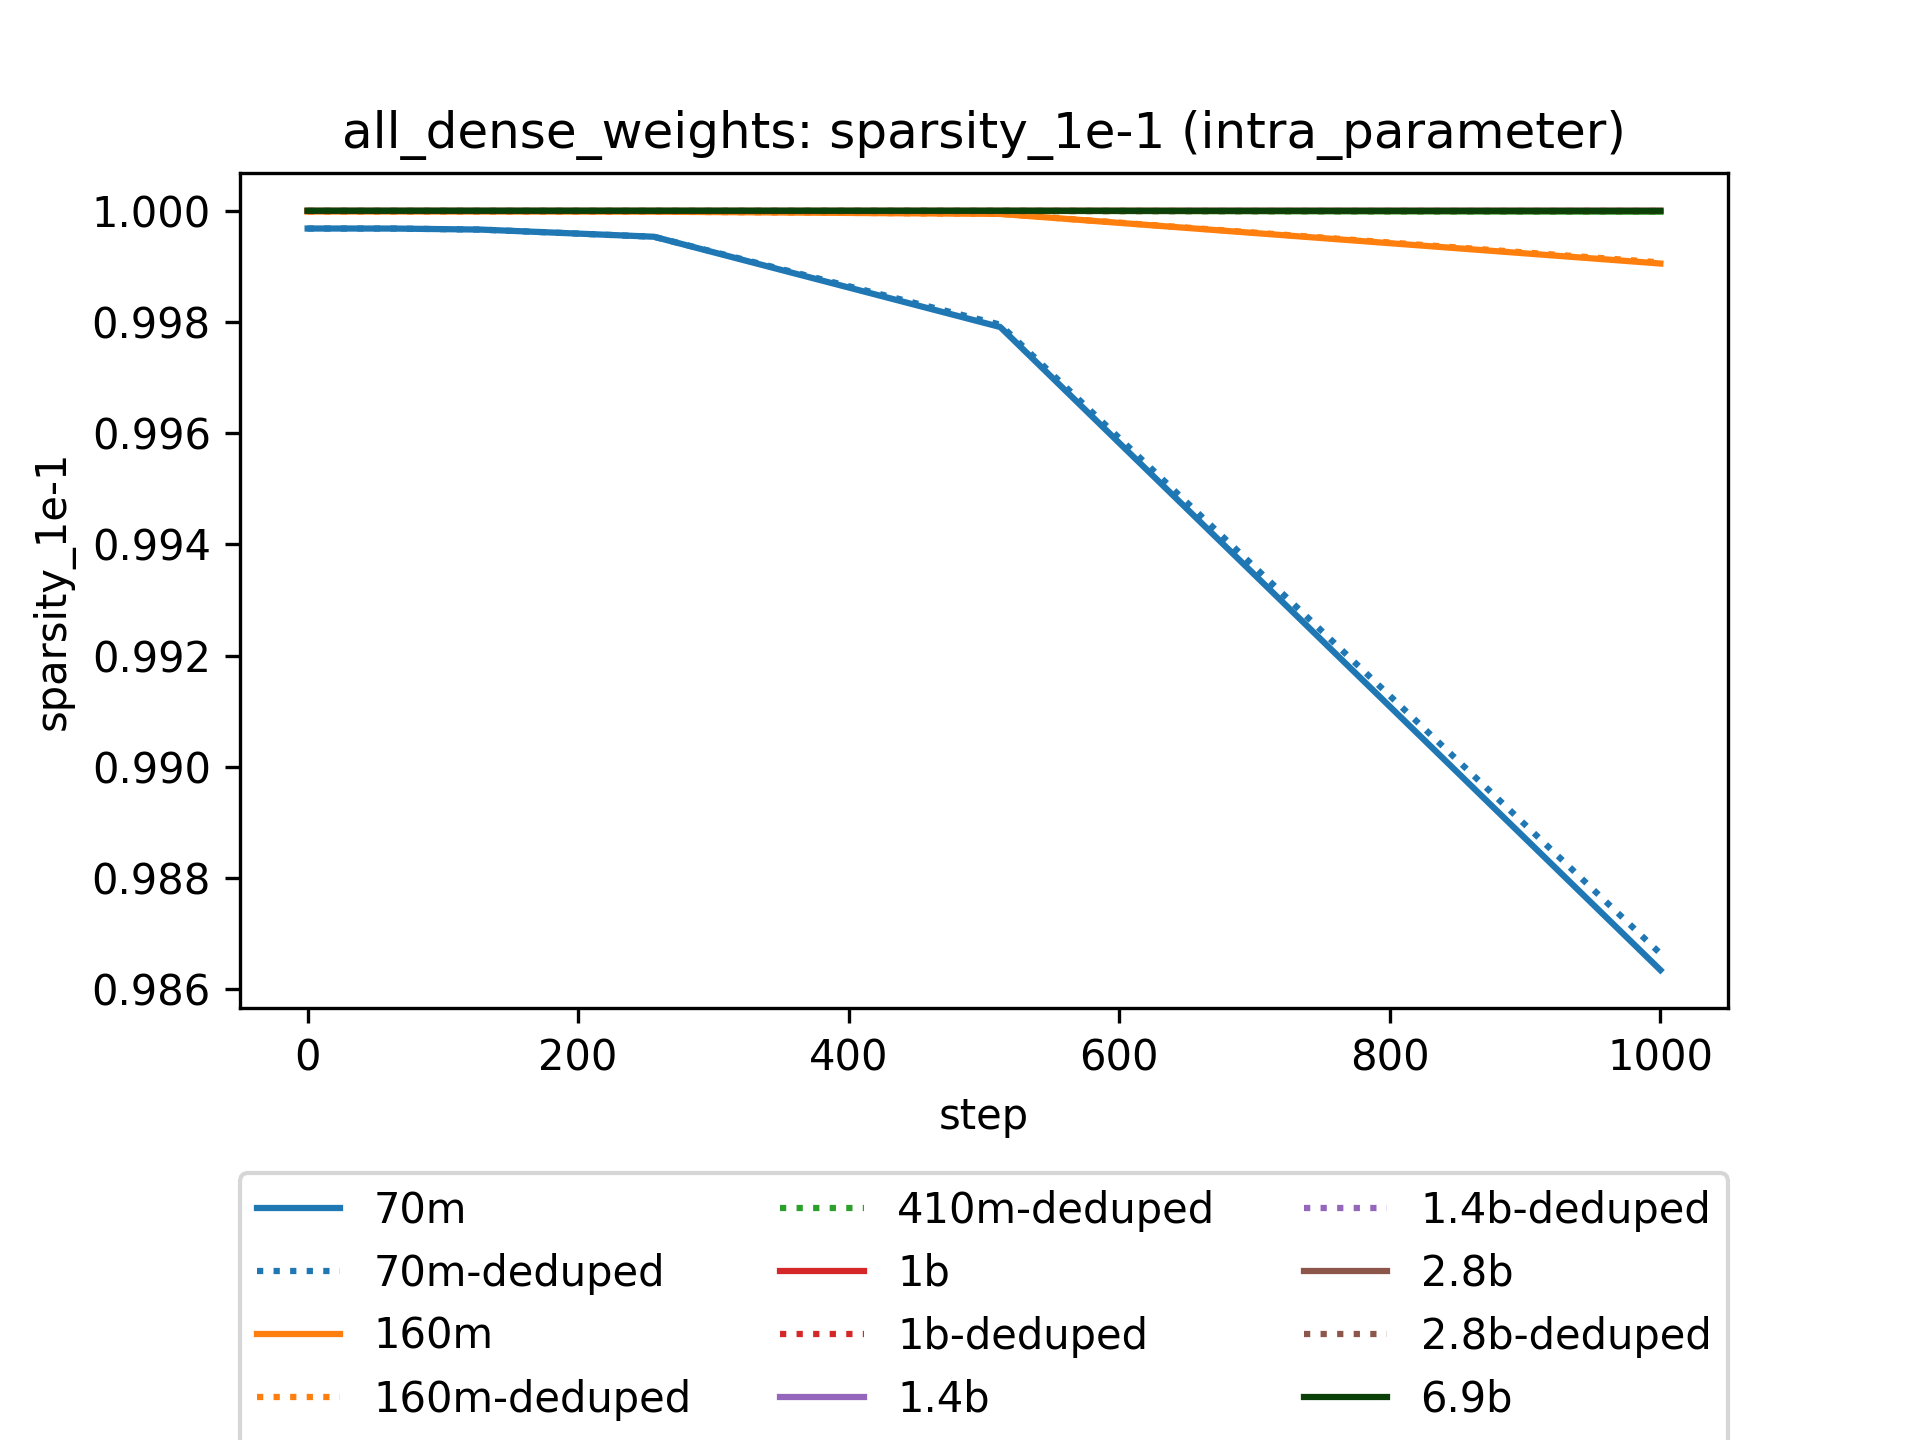 all_dense_weights: sparsity_1e-1 (intra_parameter)
sparsity_1e-1
1.000
0.998
0.996
0.994
0.992
0.990
0.988
0.986
0 200 400 600 800 1000
step
70m 410m-deduped 1.4b-deduped
70m-deduped 1b 2.8b
160m 1b-deduped 2.8b-deduped
160m-deduped 1.4b 6.9b